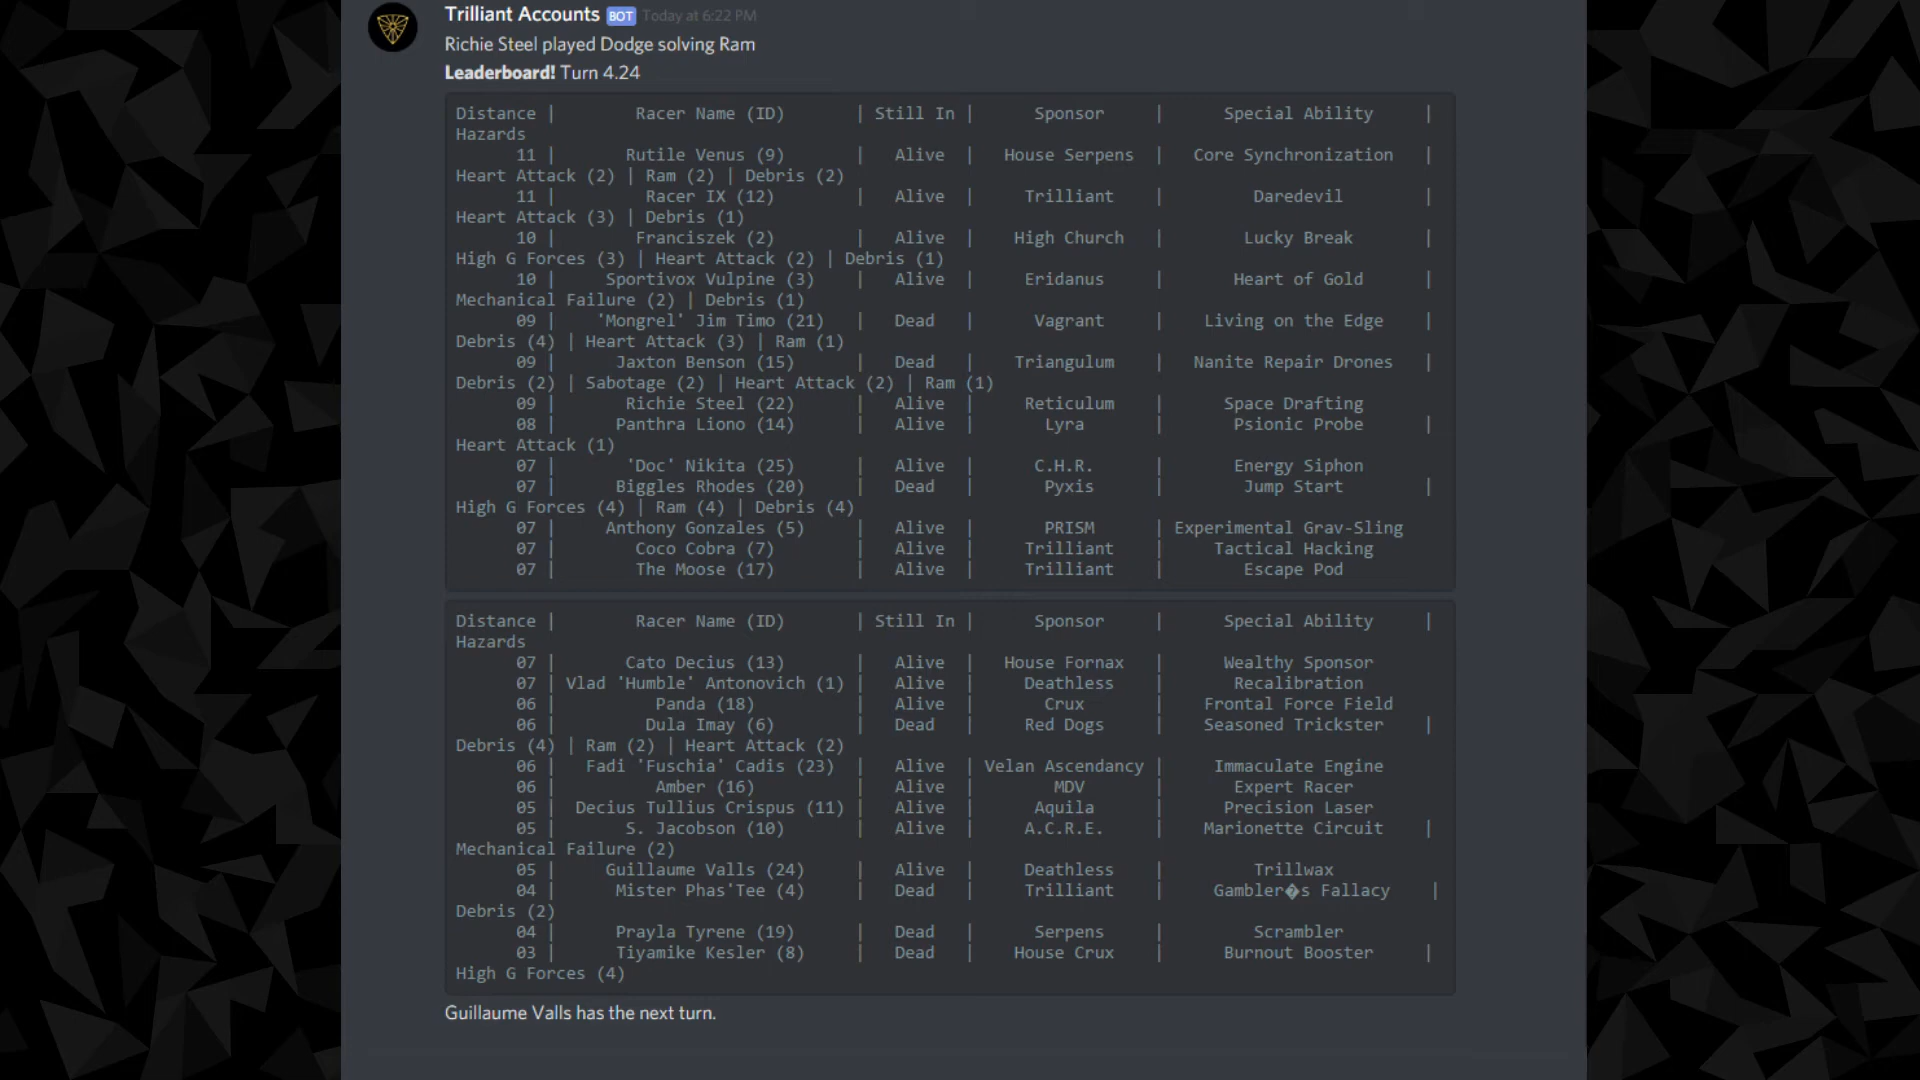 Trilliant Accounts BOT Today at 6:22 PM
Richie Steel played Dodge solving Ram
Leaderboard! Turn 4.24
Distance | Racer Name (ID) | Still In | Sponsor | Special Ability |
Hazards
11 | Rutile Venus (9) | Alive | House Serpens | Core Synchronization |
Heart Attack (2) | Ram (2) | Debris (2)
11 | Racer IX (12) | Alive | Trilliant | Daredevil |
Heart Attack (3) | Debris (1)
10 | Franciszek (2) | Alive | High Church | Lucky Break |
High G Forces (3) | Heart Attack (2) | Debris (1)
10 | Sportivox Vulpine (3) | Alive | Eridanus | Heart of Gold |
Mechanical Failure (2) | Debris (1)
09 | 'Mongrel' Jim Timo (21) | Dead | Vagrant | Living on the Edge |
Debris (4) | Heart Attack (3) | Ram (1)
09 | Jaxton Benson (15) | Dead | Triangulum | Nanite Repair Drones |
Debris (2) | Sabotage (2) | Heart Attack (2) | Ram (1)
09 | Richie Steel (22) | Alive | Reticulum | Space Drafting
08 | Panthra Liono (14) | Alive | Lyra | Psionic Probe |
Heart Attack (1)
07 | 'Doc' Nikita (25) | Alive | C.H.R. | Energy Siphon
07 | Biggles Rhodes (20) | Dead | Pyxis | Jump Start |
High G Forces (4) | Ram (4) | Debris (4)
07 | Anthony Gonzales (5) | Alive | PRISM | Experimental Grav-Sling
07 | Coco Cobra (7) | Alive | Trilliant | Tactical Hacking
07 | The Moose (17) | Alive | Trilliant | Escape Pod
Distance | Racer Name (ID) | Still In | Sponsor | Special Ability |
Hazards
07 | Cato Decius (13) | Alive | House Fornax | Wealthy Sponsor
07 | Vlad 'Humble' Antonovich (1) | Alive | Deathless | Recalibration
06 | Panda (18) | Alive | Crux | Frontal Force Field
06 | Dula Imay (6) | Dead | Red Dogs | Seasoned Trickster |
Debris (4) | Ram (2) | Heart Attack (2)
06 | Fadi 'Fuschia' Cadis (23) | Alive | Velan Ascendancy | Immaculate Engine
06 | Amber (16) | Alive | MDV | Expert Racer
05 | Decius Tullius Crispus (11) | Alive | Aquila | Precision Laser
05 | S. Jacobson (10) | Alive | A.C.R.E. | Marionette Circuit |
Mechanical Failure (2)
05 | Guillaume Valls (24) | Alive | Deathless | Trillwax
04 | Mister Phas'Tee (4) | Dead | Trilliant | Gambler�s Fallacy |
Debris (2)
04 | Prayla Tyrene (19) | Dead | Serpens | Scrambler
03 | Tiyamike Kesler (8) | Dead | House Crux | Burnout Booster |
High G Forces (4)
Guillaume Valls has the next turn.